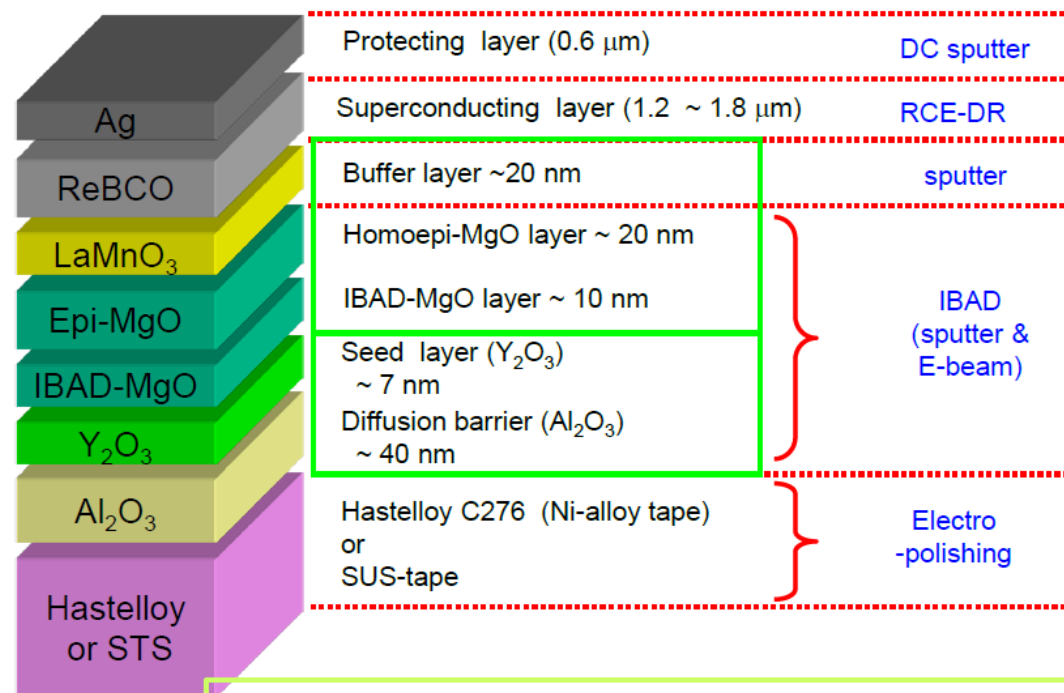 Protecting layer (0.6 μm)
DC sputter
Ag
Superconducting layer (1.2 ~ 1.8 μm)
RCE-DR
ReBCO
Buffer layer ~20 nm
sputter
LaMnO₃
Homoepi-MgO layer ~ 20 nm
Epi-MgO
IBAD-MgO layer ~ 10 nm
IBAD
(sputter &
E-beam)
IBAD-MgO
Seed layer (Y₂O₃)
~ 7 nm
Y₂O₃
Diffusion barrier (Al₂O₃)
~ 40 nm
Al₂O₃
Hastelloy C276 (Ni-alloy tape)
or
SUS-tape
Electro
-polishing
Hastelloy
or STS